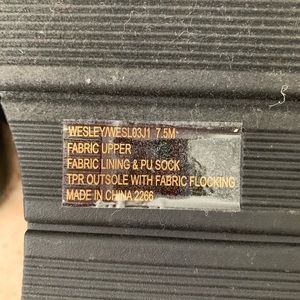 WESLEY/WESL03J1 7.5M
FABRIC UPPER
FABRIC LINING & PU SOCK
TPR OUTSOLE WITH FABRIC FLOCKING
MADE IN CHINA 2266